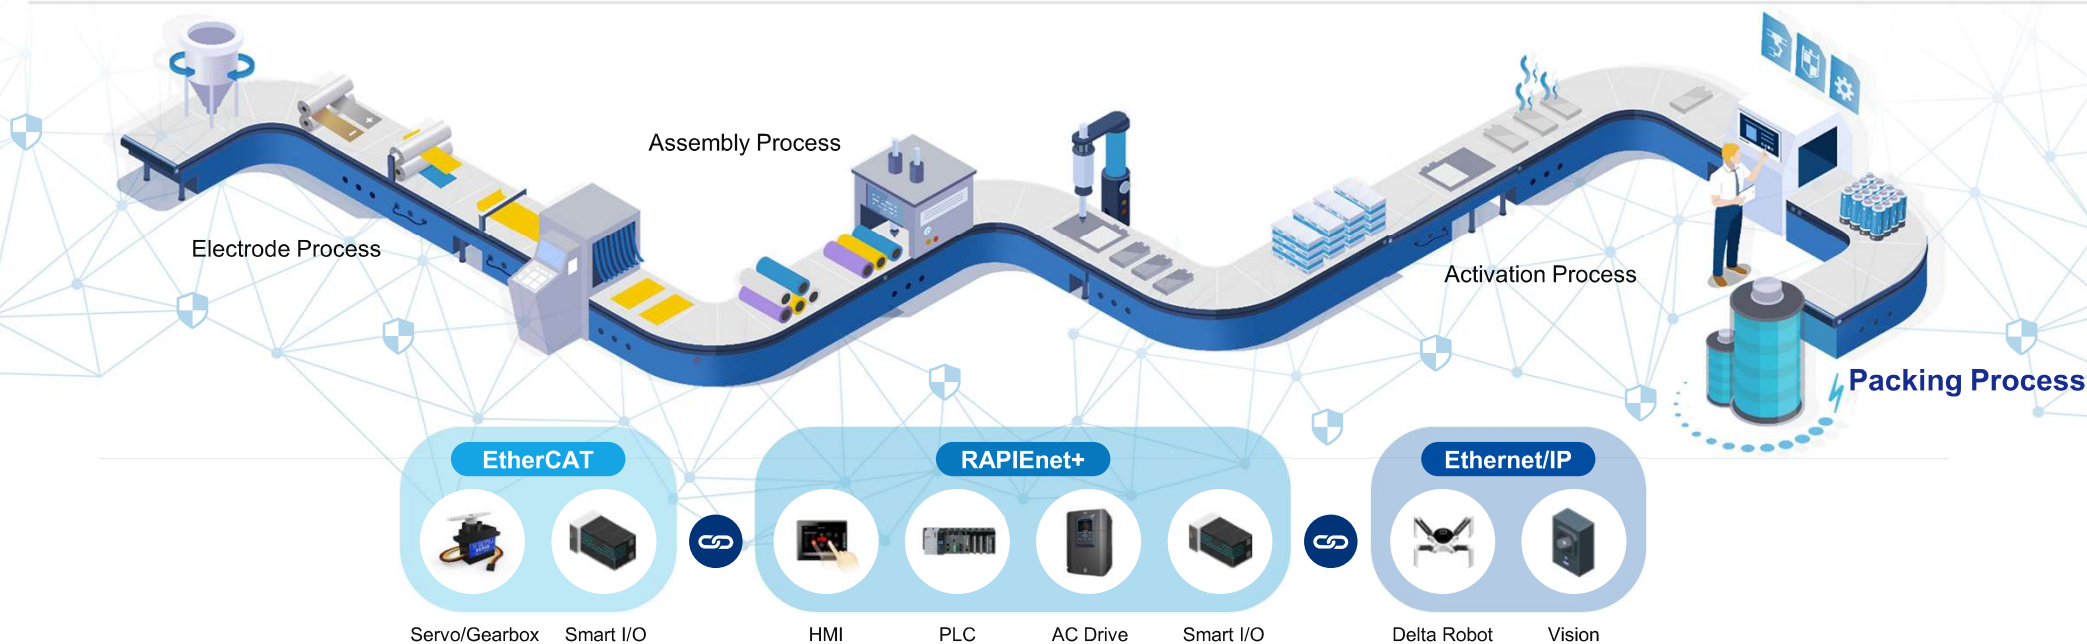 Assembly Process
Electrode Process
Activation Process
Packing Process
EtherCAT
RAPIEnet+
Ethernet/IP
Servo/Gearbox
Smart I/O
HMI
PLC
AC Drive
Smart I/O
Delta Robot
Vision